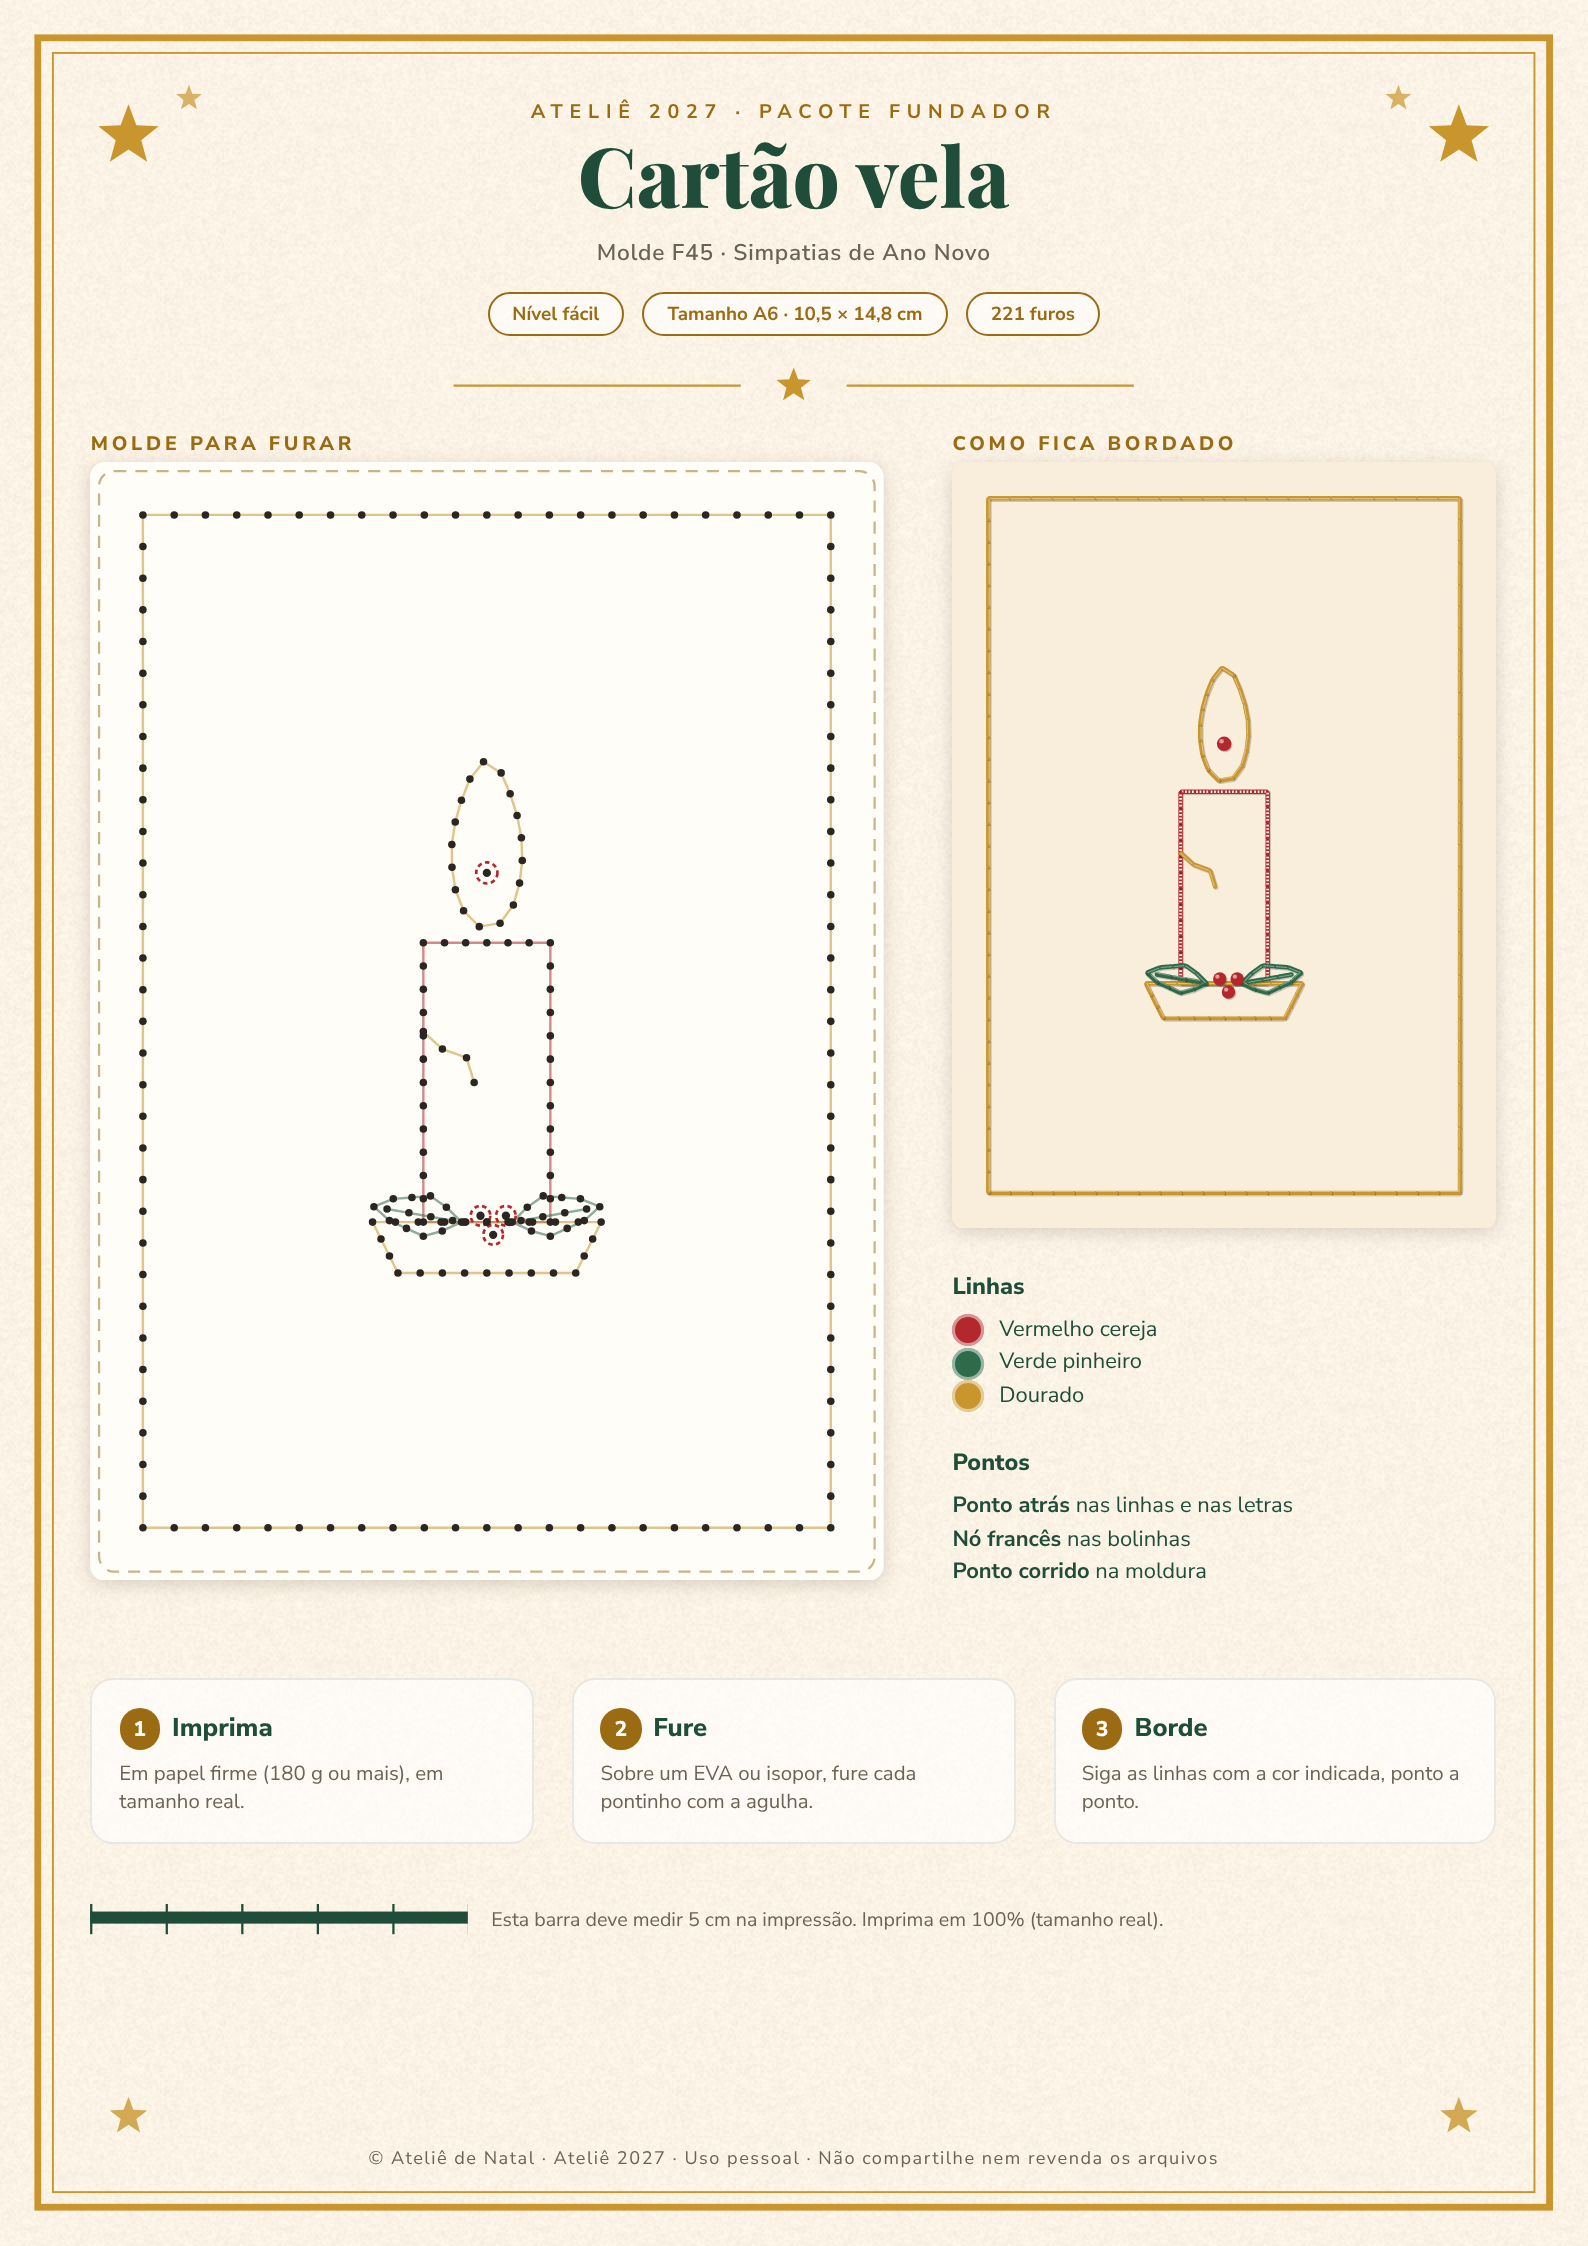 ATELIÊ 2027 · PACOTE FUNDADOR
Cartão vela
Molde F45 · Simpatias de Ano Novo
Nível fácil
Tamanho A6 · 10,5 × 14,8 cm
221 furos
MOLDE PARA FURAR
COMO FICA BORDADO
Linhas
Vermelho cereja
Verde pinheiro
Dourado
Pontos
Ponto atrás nas linhas e nas letras
Nó francês nas bolinhas
Ponto corrido na moldura
1 Imprima
Em papel firme (180 g ou mais), em
tamanho real.
2 Fure
Sobre um EVA ou isopor, fure cada
pontinho com a agulha.
3 Borde
Siga as linhas com a cor indicada, ponto a
ponto.
Esta barra deve medir 5 cm na impressão. Imprima em 100% (tamanho real).
© Ateliê de Natal · Ateliê 2027 · Uso pessoal · Não compartilhe nem revenda os arquivos